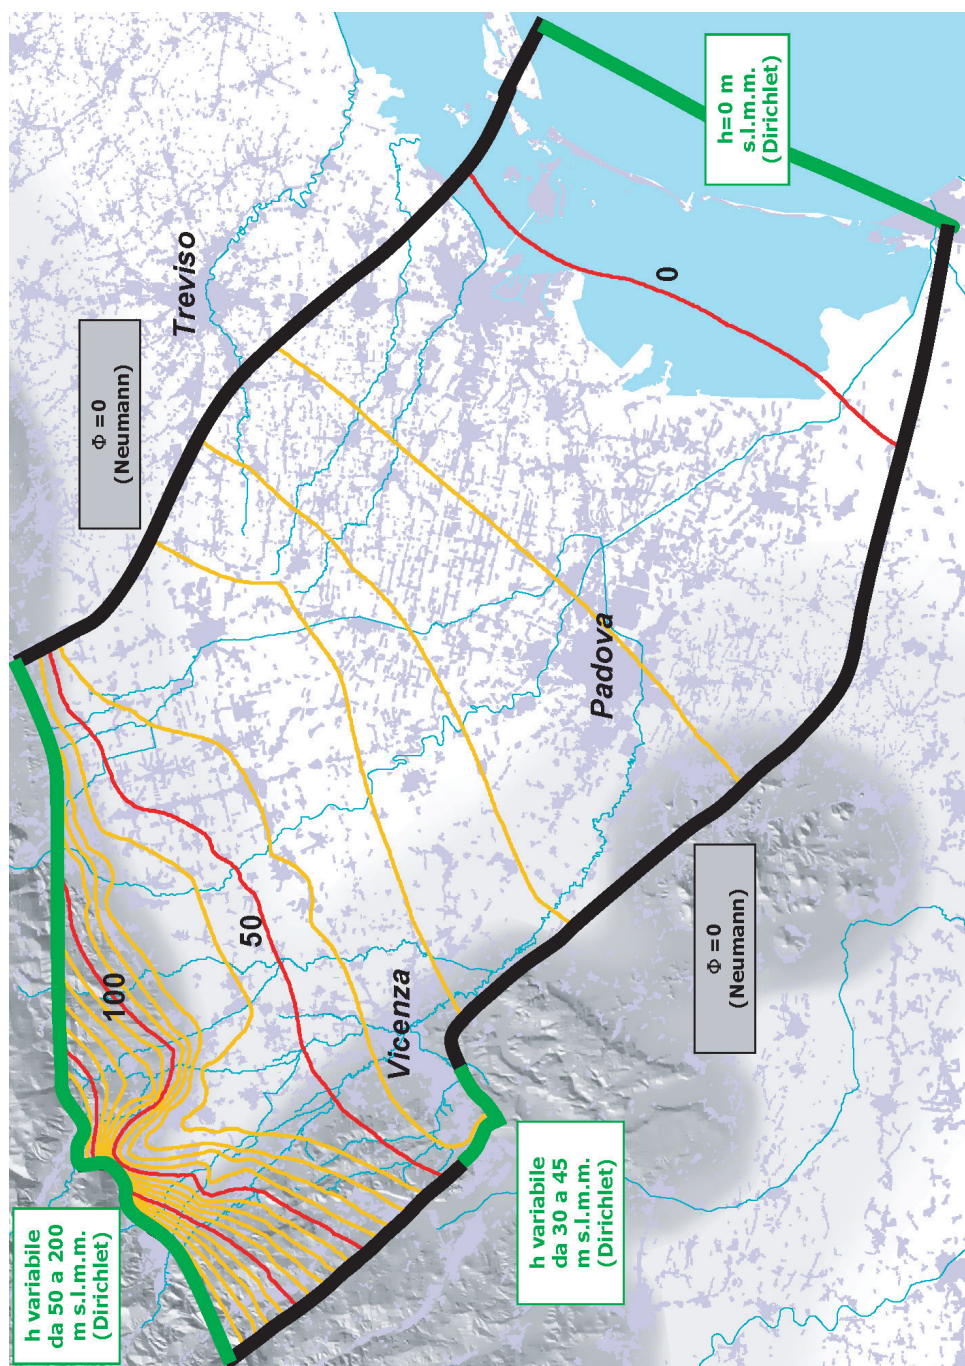 h variabile
da 50 a 200
m s.l.m.m.
(Dirichlet)
100
50
Vicenza
h variabile
da 30 a 45
m s.l.m.m.
(Dirichlet)
Φ =0
(Neumann)
Treviso
Padova
Φ =0
(Neumann)
0
h=0 m
s.l.m.m.
(Dirichlet)